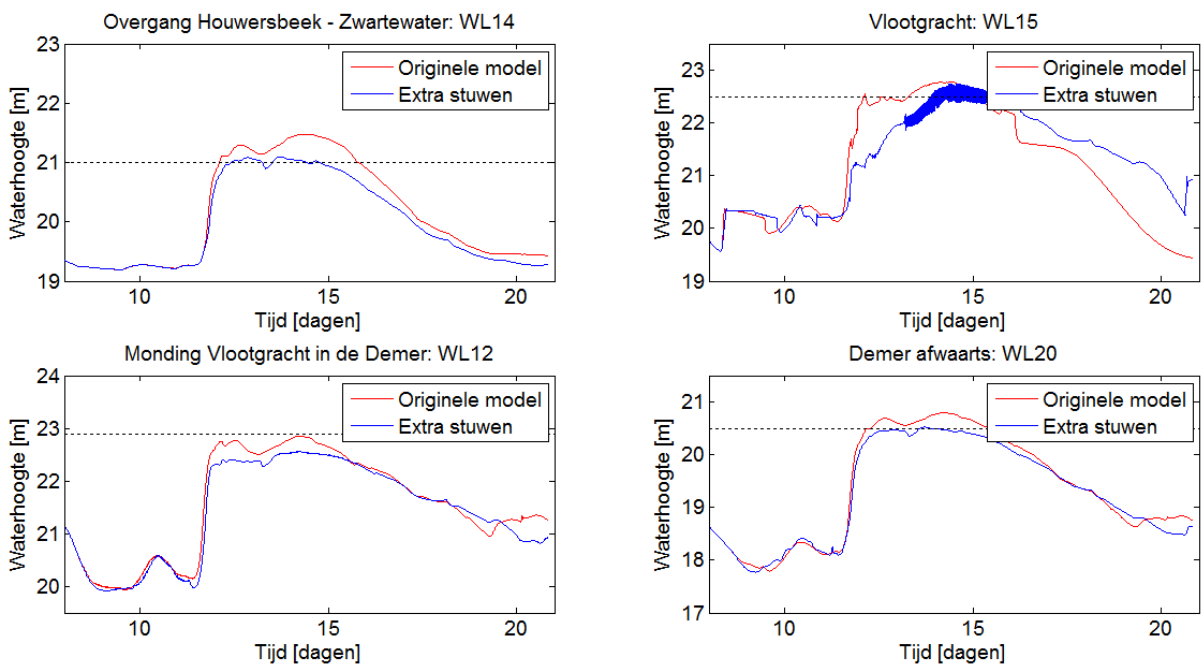 Overgang Houwersbeek - Zwartewater: WL14
23
22
21
20
19
Waterhoogte [m]
Originele model
Extra stuwen
10
15
20
Tijd [dagen]
Vlootgracht: WL15
23
22
21
20
19
Waterhoogte [m]
Originele model
Extra stuwen
10
15
20
Tijd [dagen]
Monding Vlootgracht in de Demer: WL12
24
23
22
21
20
Waterhoogte [m]
Originele model
Extra stuwen
10
15
20
Tijd [dagen]
Demer afwaarts: WL20
21
20
19
18
17
Waterhoogte [m]
Originele model
Extra stuwen
10
15
20
Tijd [dagen]